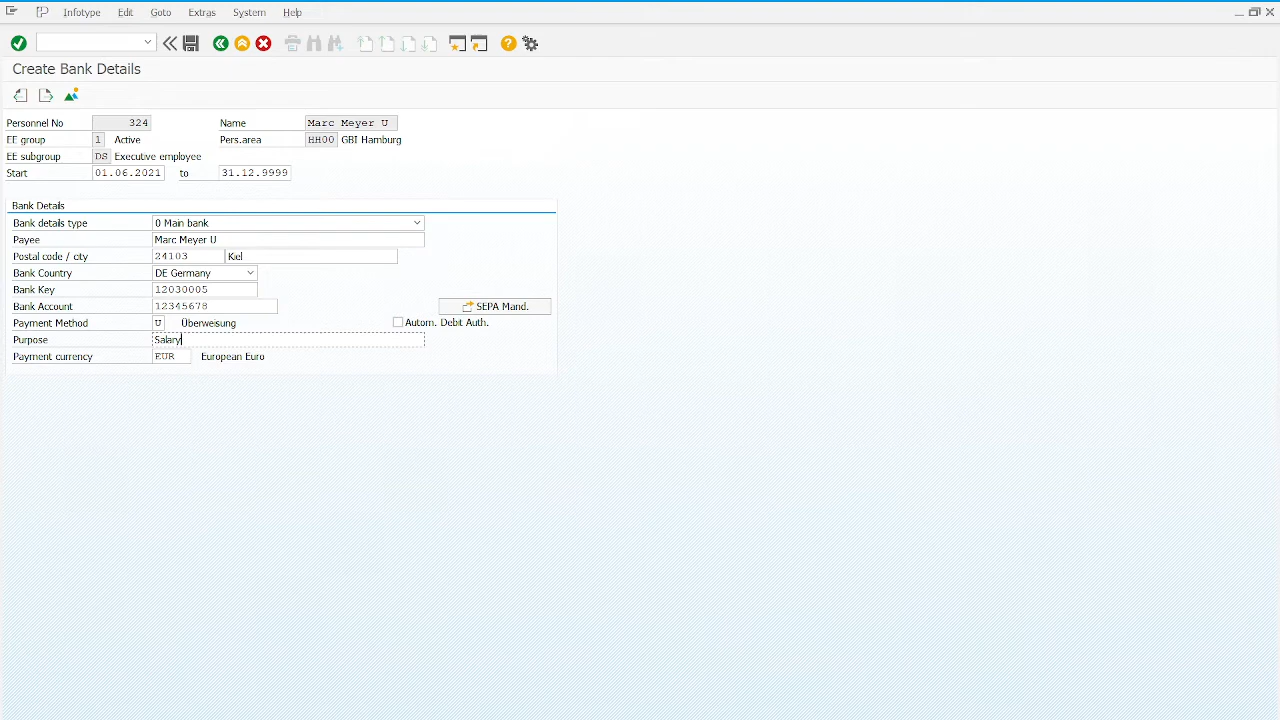 Infotype Edit Goto Extras System Help
Create Bank Details
Personnel No 324 Name Marc Meyer U
EE group 1 Active Pers.area HH00 GBI Hamburg
EE subgroup DS Executive employee
Start 01.06.2021 to 31.12.9999
Bank Details
Bank details type 0 Main bank
Payee Marc Meyer U
Postal code / city 24103 Kiel
Bank Country DE Germany
Bank Key 12030005
Bank Account 12345678 SEPA Mand.
Payment Method U Überweisung Autom. Debit Auth.
Purpose Salary
Payment currency EUR European Euro